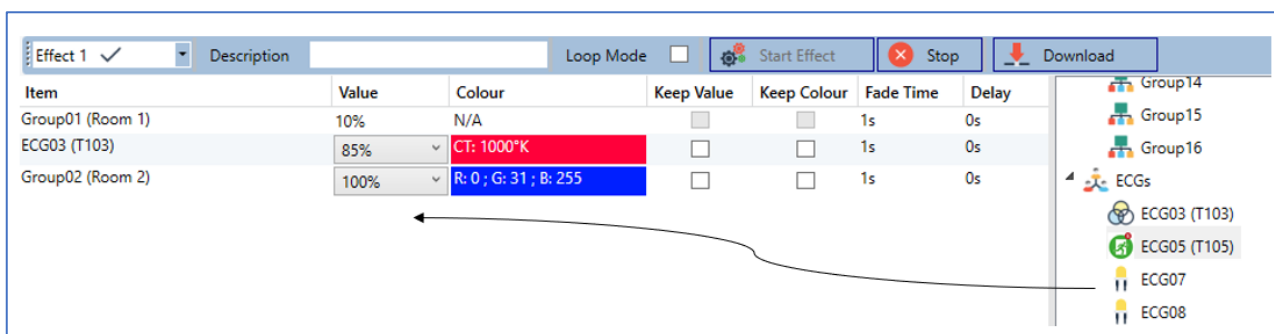 Effect 1 Description Loop Mode Start Effect Stop Download
Item Value Colour Keep Value Keep Colour Fade Time Delay
Group01 (Room 1) 10% N/A 1s 0s
ECG03 (T103) 85% CT: 1000°K 1s 0s
Group02 (Room 2) 100% R: 0 ; G: 31 ; B: 255 1s 0s
Group14
Group15
Group16
ECGs
ECG03 (T103)
ECG05 (T105)
ECG07
ECG08